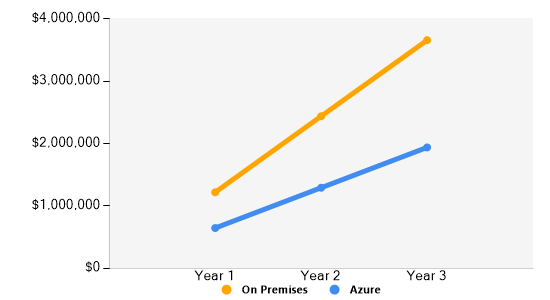 $4,000,000
$3,000,000
$2,000,000
$1,000,000
$0
Year 1 Year 2 Year 3
On Premises Azure